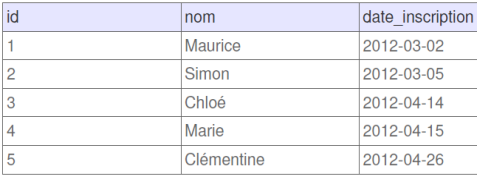 id nom date_inscription
1 Maurice 2012-03-02
2 Simon 2012-03-05
3 Chloé 2012-04-14
4 Marie 2012-04-15
5 Clémentine 2012-04-26